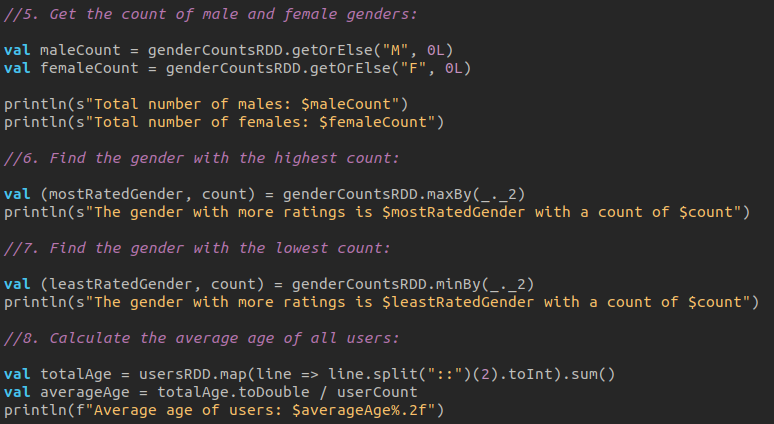 //5. Get the count of male and female genders:
val maleCount = genderCountsRDD.getOrElse("M", 0L)
val femaleCount = genderCountsRDD.getOrElse("F", 0L)
println(s"Total number of males: $maleCount")
println(s"Total number of females: $femaleCount")
//6. Find the gender with the highest count:
val (mostRatedGender, count) = genderCountsRDD.maxBy(_._2)
println(s"The gender with more ratings is $mostRatedGender with a count of $count")
//7. Find the gender with the lowest count:
val (leastRatedGender, count) = genderCountsRDD.minBy(_._2)
println(s"The gender with more ratings is $leastRatedGender with a count of $count")
//8. Calculate the average age of all users:
val totalAge = usersRDD.map(line => line.split("::")(2).toInt).sum()
val averageAge = totalAge.toDouble / userCount
println(f"Average age of users: $averageAge%.2f")